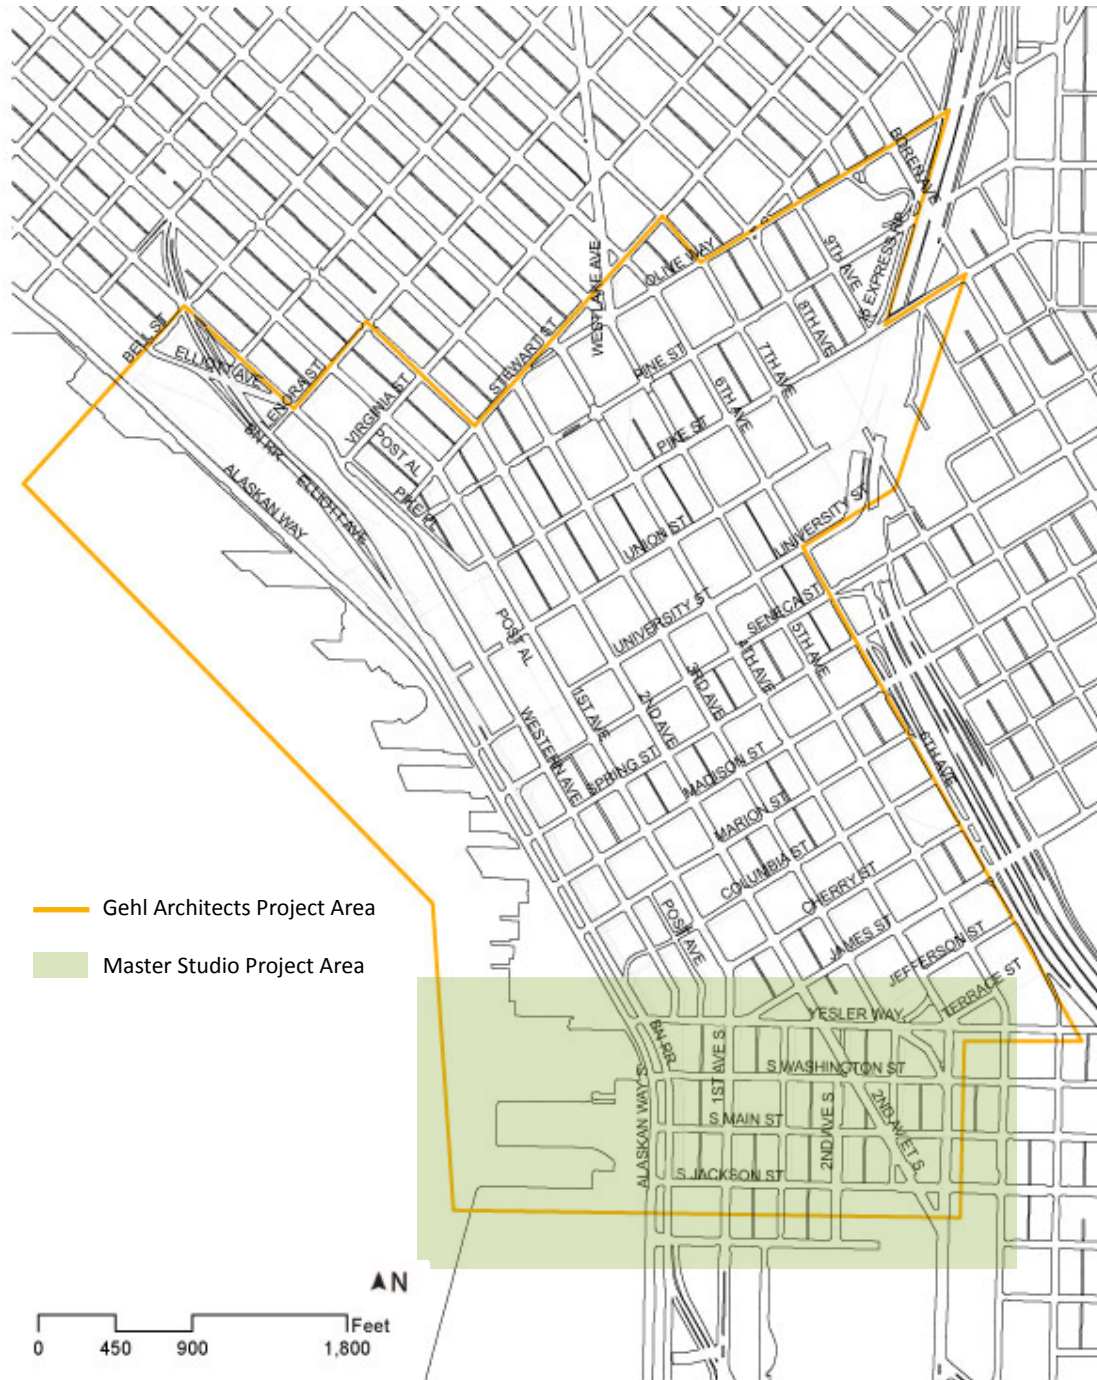 BOREN AVE
OLIVE WAY
WESTLAKE AVE
9TH AVE
EXPRESS RP
8TH AVE
BELL ST
ELLIOTT AVE
LENORA ST
STEWART ST
PINE ST
7TH AVE
6TH AVE
VIRGINIA ST
POST AL
PIKE ST
BN RR
ELLIOTT AVE
PIKE PL
ALASKAN WAY
UNION ST
UNIVERSITY ST
UNIVERSITY ST
SENECA ST
POST AL
4TH AVE
5TH AVE
3RD AVE
1ST AVE
2ND AVE
WESTERN AVE
SPRING ST
MADISON ST
6TH AVE
MARION ST
COLUMBIA ST
CHERRY ST
Gehl Architects Project Area
POST AVE
JAMES ST
JEFFERSON ST
Master Studio Project Area
TERRACE ST
YESLER WAY
BN RR
1ST AVE S
S WASHINGTON ST
ALASKAN WAY S
S MAIN ST
2ND AVE S
2ND AV ET S
S JACKSON ST
N
Feet
0 450 900 1,800